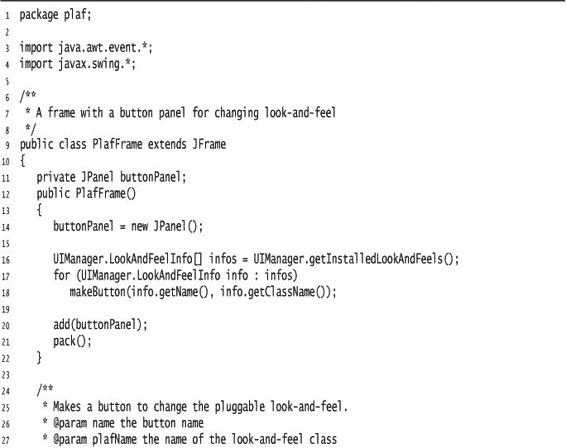 1 package plaf;
2
3 import java.awt.event.*;
4 import javax.swing.*;
5
6 /**
7  * A frame with a button panel for changing look-and-feel
8  */
9 public class PlafFrame extends JFrame
10 {
11    private JPanel buttonPanel;
12    public PlafFrame()
13    {
14       buttonPanel = new JPanel();
15
16       UIManager.LookAndFeelInfo[] infos = UIManager.getInstalledLookAndFeels();
17       for (UIManager.LookAndFeelInfo info : infos)
18          makeButton(info.getName(), info.getClassName());
19
20       add(buttonPanel);
21       pack();
22    }
23
24    /**
25     * Makes a button to change the pluggable look-and-feel.
26     * @param name the button name
27     * @param plafName the name of the look-and-feel class